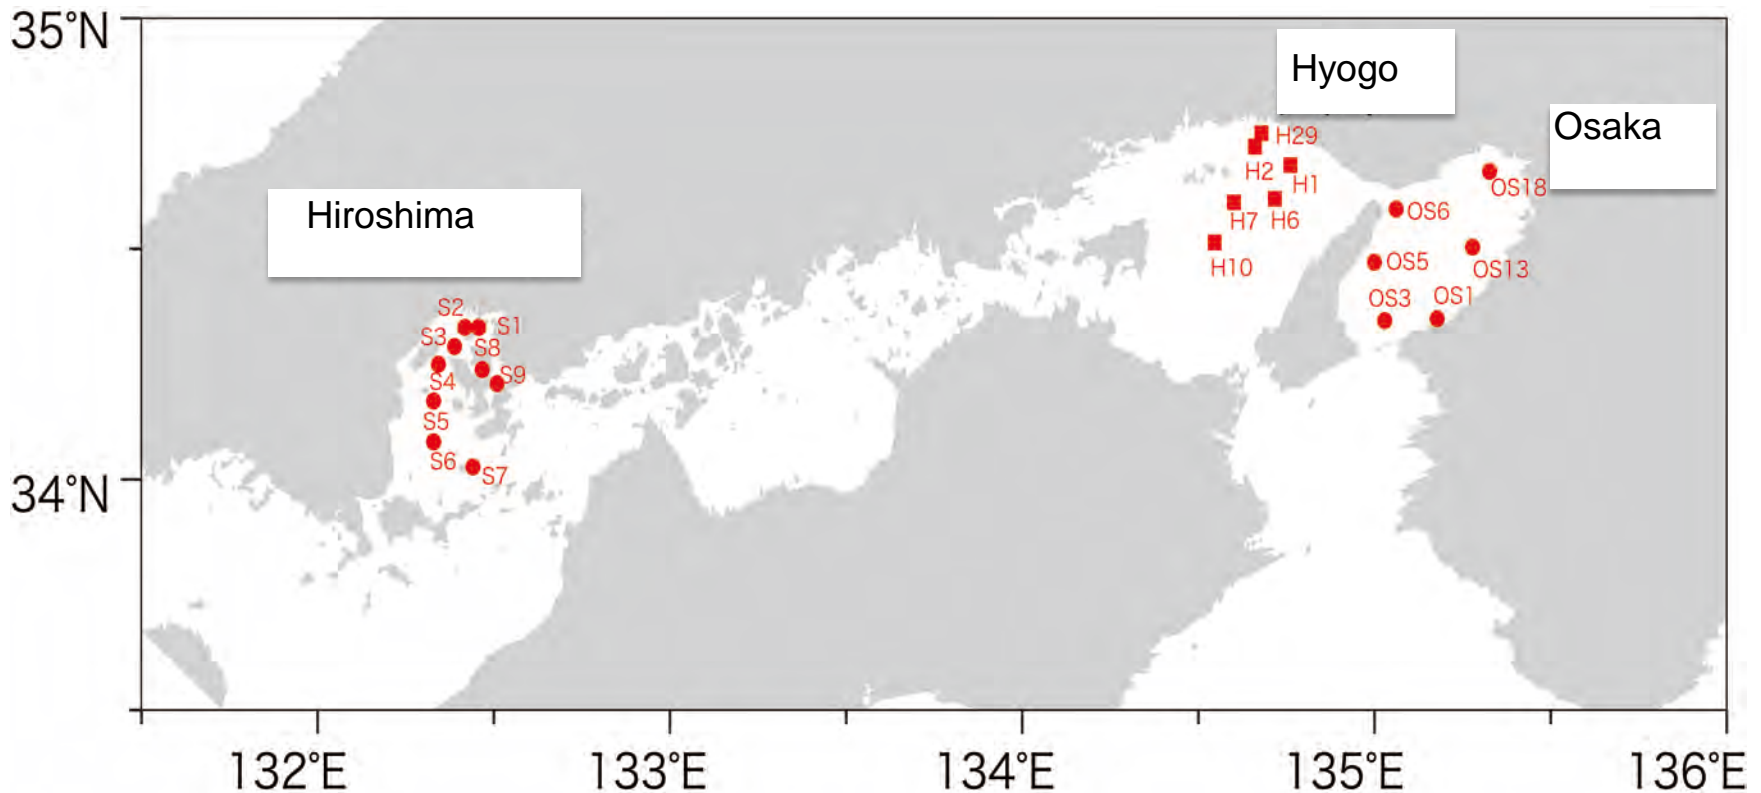 35°N
Hyogo
Osaka
H29
H2
H1
OS18
Hiroshima
H7
H6
OS6
H10
OS5
OS13
OS3
OS1
S2
S1
S3
S8
S9
S4
S5
S6
S7
34°N
132°E
133°E
134°E
135°E
136°E